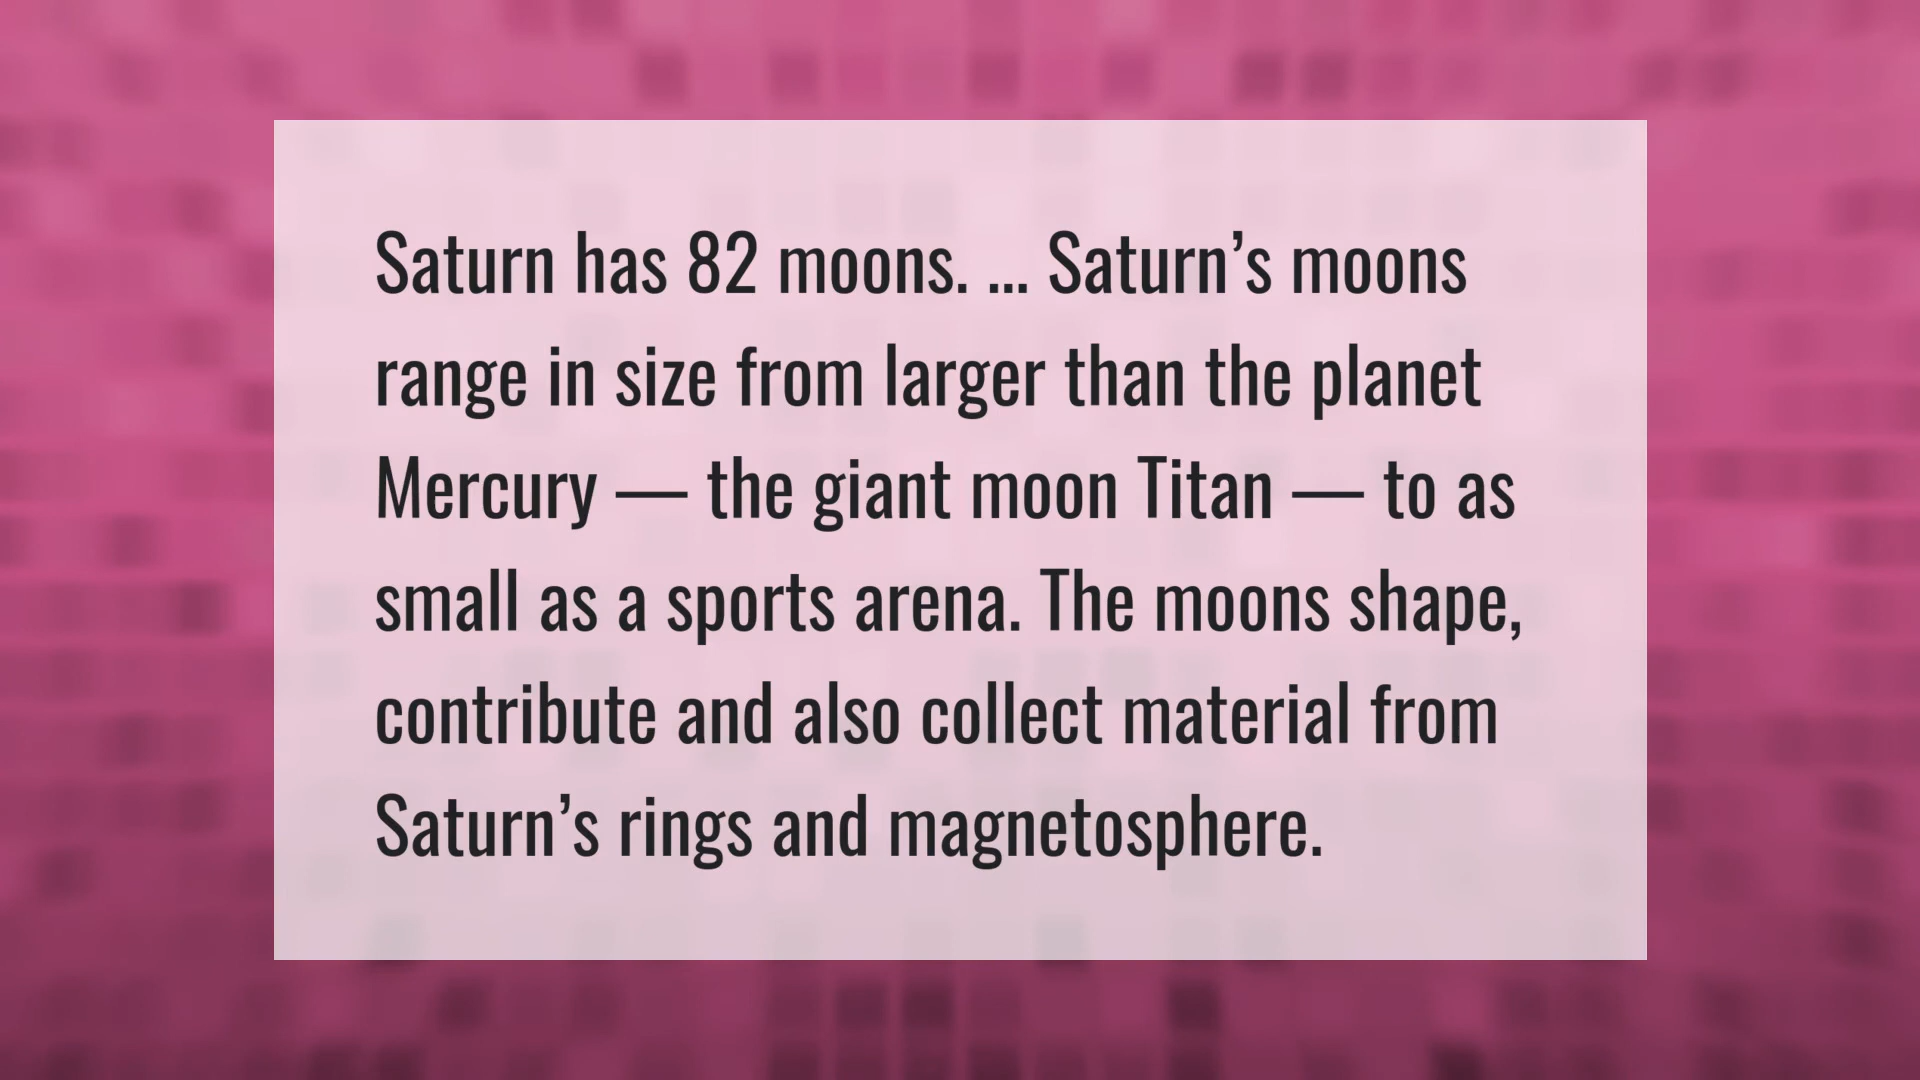 Saturn has 82 moons. ... Saturn’s moons
range in size from larger than the planet
Mercury — the giant moon Titan — to as
small as a sports arena. The moons shape,
contribute and also collect material from
Saturn’s rings and magnetosphere.